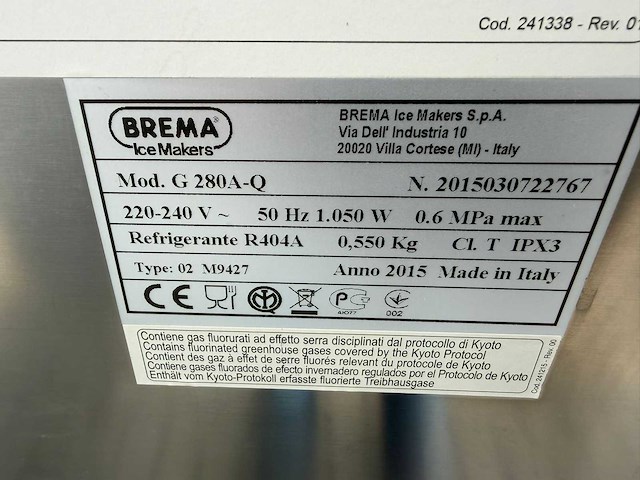 Cod. 241338 - Rev. 01
BREMA®
Ice Makers
BREMA Ice Makers S.p.A.
Via Dell' Industria 10
20020 Villa Cortese (MI) - Italy
Mod. G 280A-Q N. 2015030722767
220-240 V ~ 50 Hz 1.050 W 0.6 MPa max
Refrigerante R404A 0,550 Kg Cl. T IPX3
Type: 02 M9427 Anno 2015 Made in Italy
CE
002
Contiene gas fluorurati ad effetto serra disciplinati dal protocollo di Kyoto
Contains fluorinated greenhouse gases covered by the Kyoto Protocol
Contient des gaz à effet de serre fluorés relevant du protocole de Kyoto
Contiene gases fluorados de efecto invernadero regulados por el Protocolo de Kyoto
Enthält vom Kyoto-Protokoll erfasste fluorierte Treibhausgase
Cod. 241215 - Rev. 00